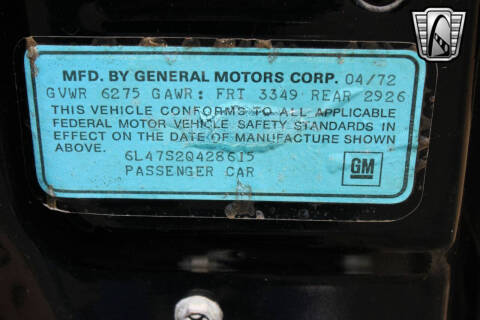 MFD. BY GENERAL MOTORS CORP. 04/72
GVWR 6275 GAWR: FRT 3349 REAR 2926
THIS VEHICLE CONFORMS TO ALL APPLICABLE
FEDERAL MOTOR VEHICLE SAFETY STANDARDS IN
EFFECT ON THE DATE OF MANUFACTURE SHOWN
ABOVE.
6L47S2Q428615
PASSENGER CAR
GM